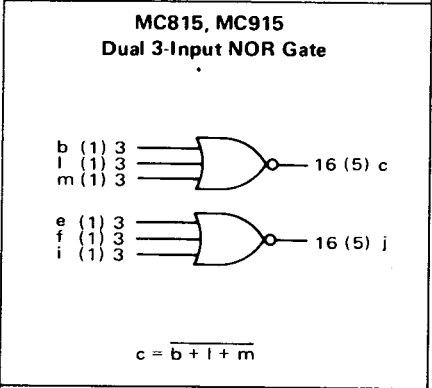 MC815, MC915
Dual 3-Input NOR Gate
b (1) 3
l (1) 3
m (1) 3
16 (5) c
e (1) 3
f (1) 3
i (1) 3
16 (5) j
c = b + l + m